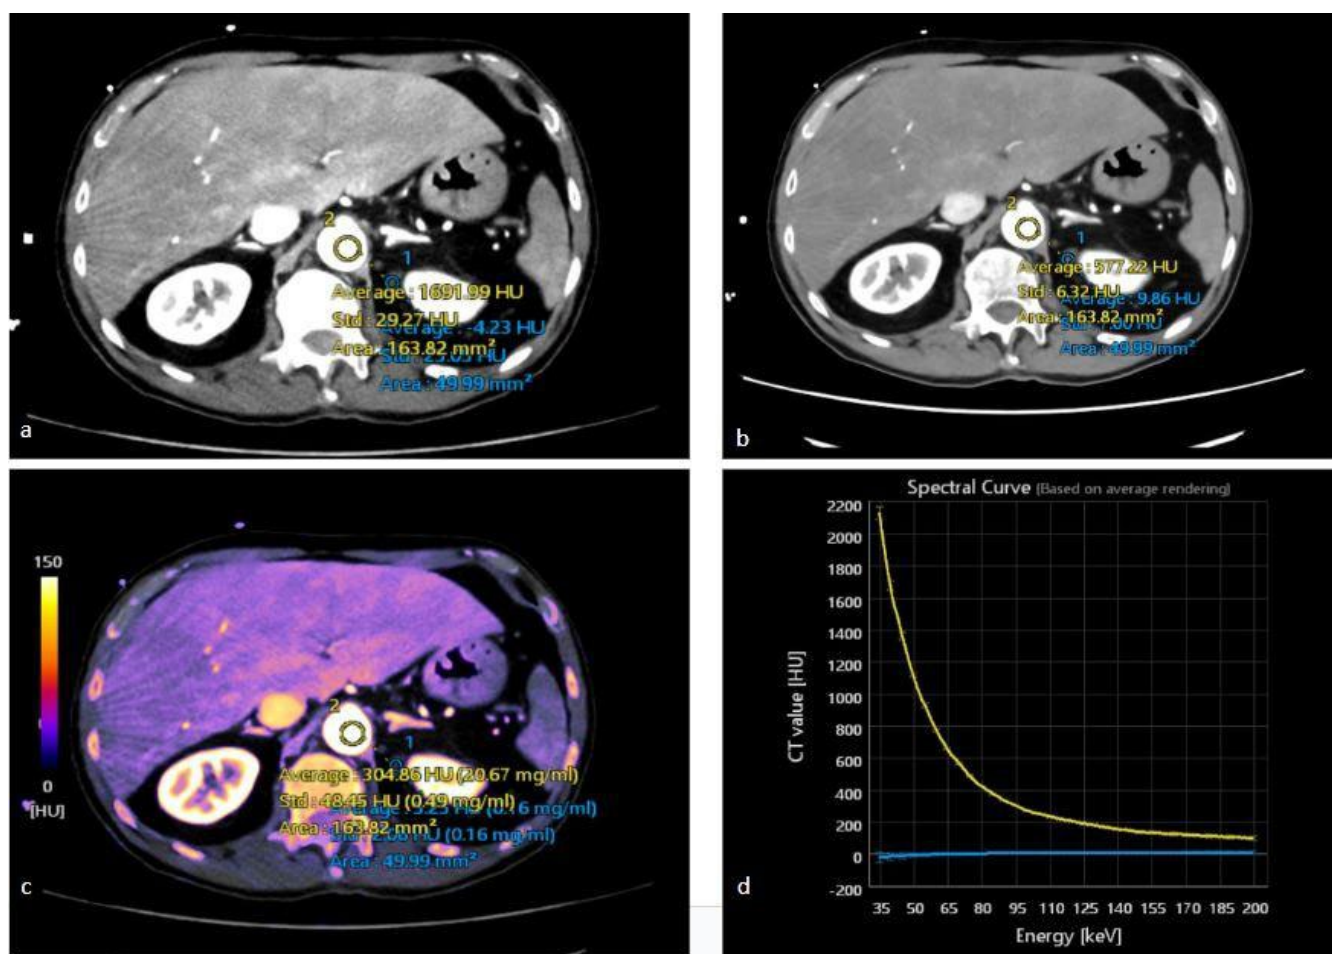 2
1
Average : 1691.99 HU
Std : 29.27 HU
Average : -4.23 HU
Area : 163.82 mm²
Area : 49.99 mm²
a
2
1
Average : 577.22 HU
Std : 6.32 HU
Average : 9.86 HU
Area : 163.82 mm²
Area : 49.99 mm²
b
150
0
[HU]
2
1
Average : 304.86 HU (20.67 mg/ml)
Std : 48.45 HU (0.49 mg/ml)
Area : 163.82 mm²
(0.16 mg/ml)
Area : 49.99 mm²
c
Spectral Curve (Based on average rendering)
CT value [HU]
2200
2000
1800
1600
1400
1200
1000
800
600
400
200
0
-200
35 50 65 80 95 110 125 140 155 170 185 200
Energy [keV]
d